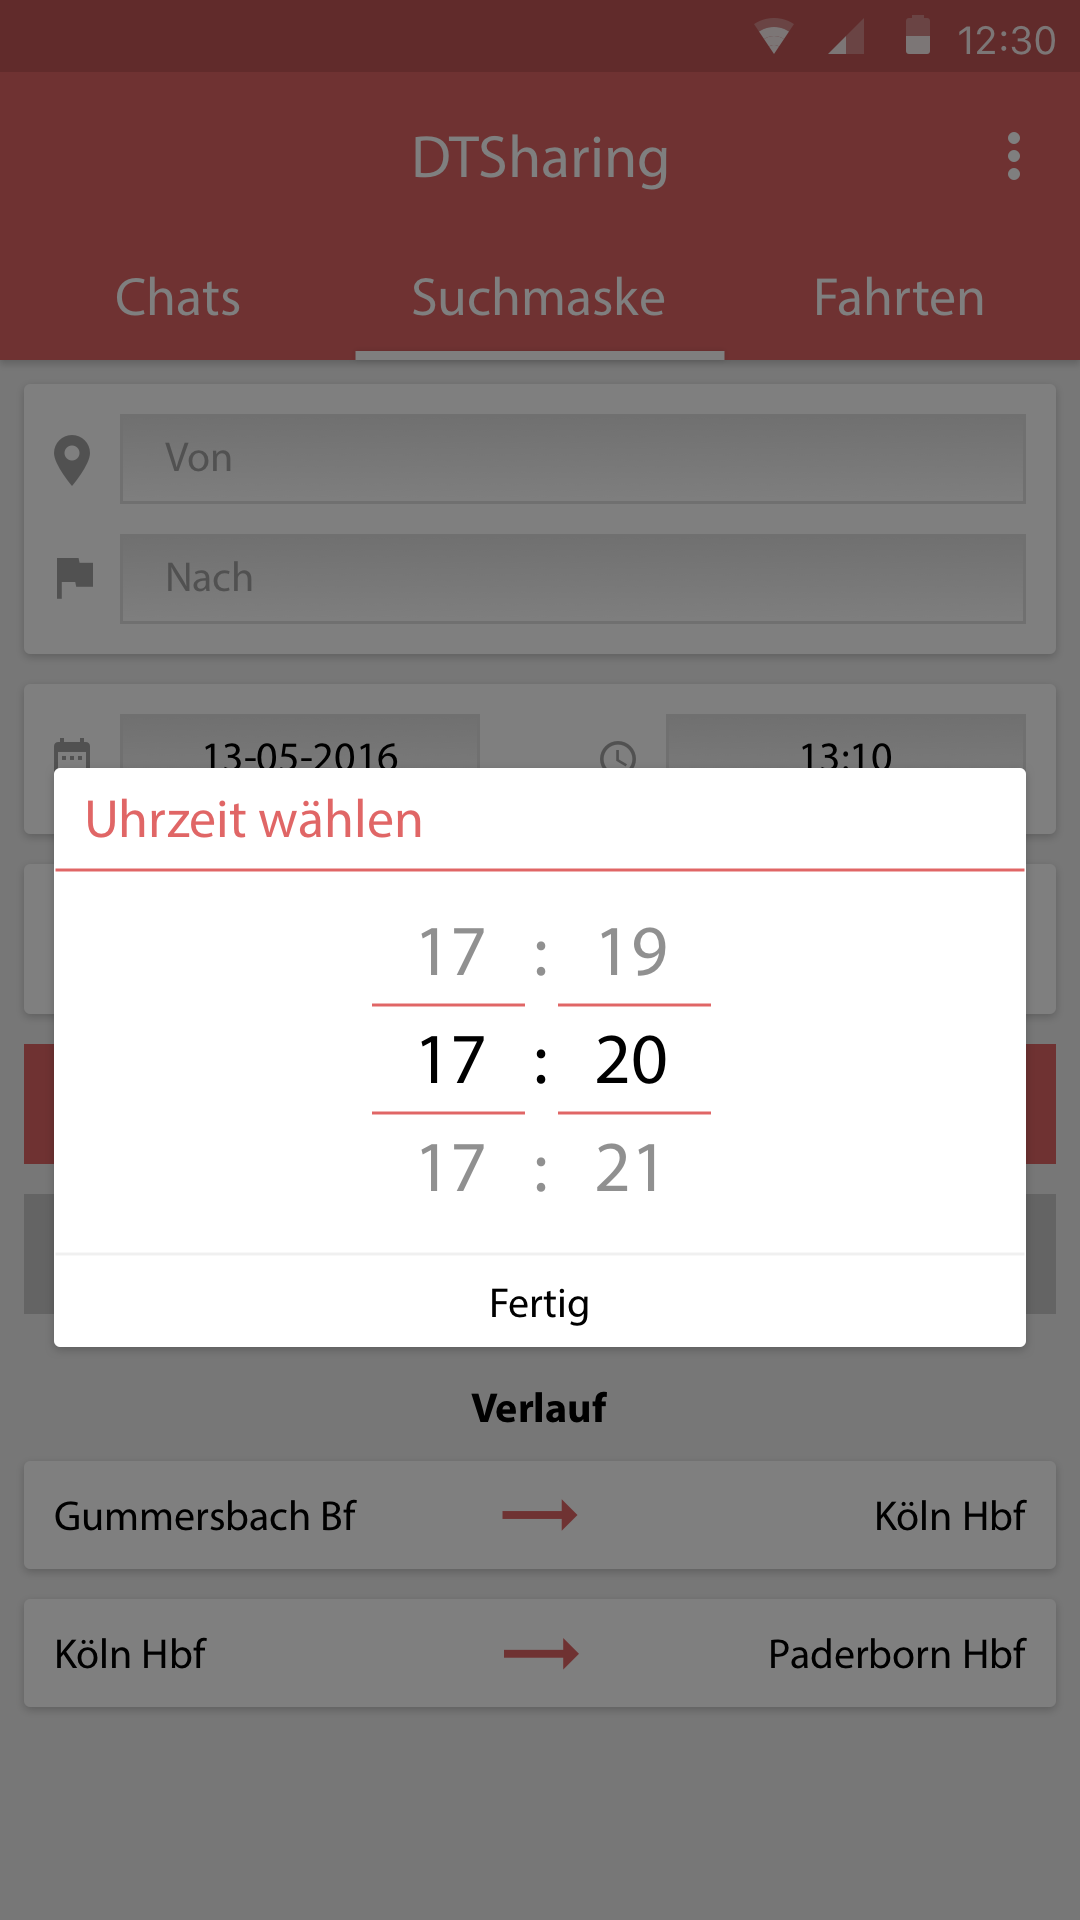 12:30
DTSharing
Chats Suchmaske Fahrten
Von
Nach
13-05-2016 13:10
Uhrzeit wählen
17 : 19
17 : 20
17 : 21
Fertig
Verlauf
Gummersbach Bf Köln Hbf
Köln Hbf Paderborn Hbf